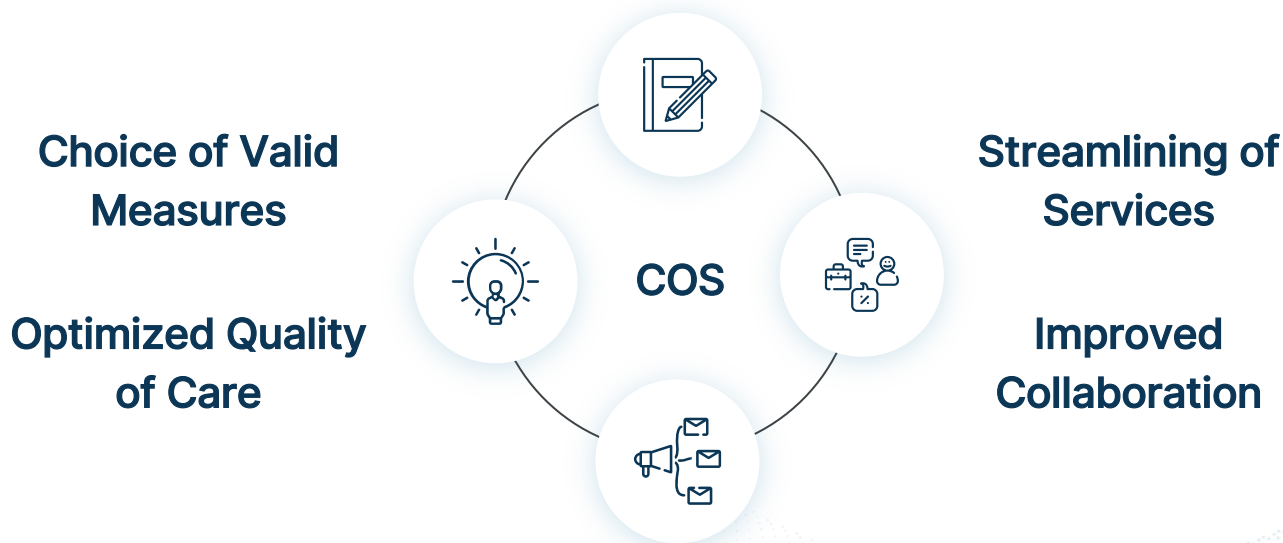 Choice of Valid
Measures
Optimized Quality
of Care
COS
Streamlining of
Services
Improved
Collaboration